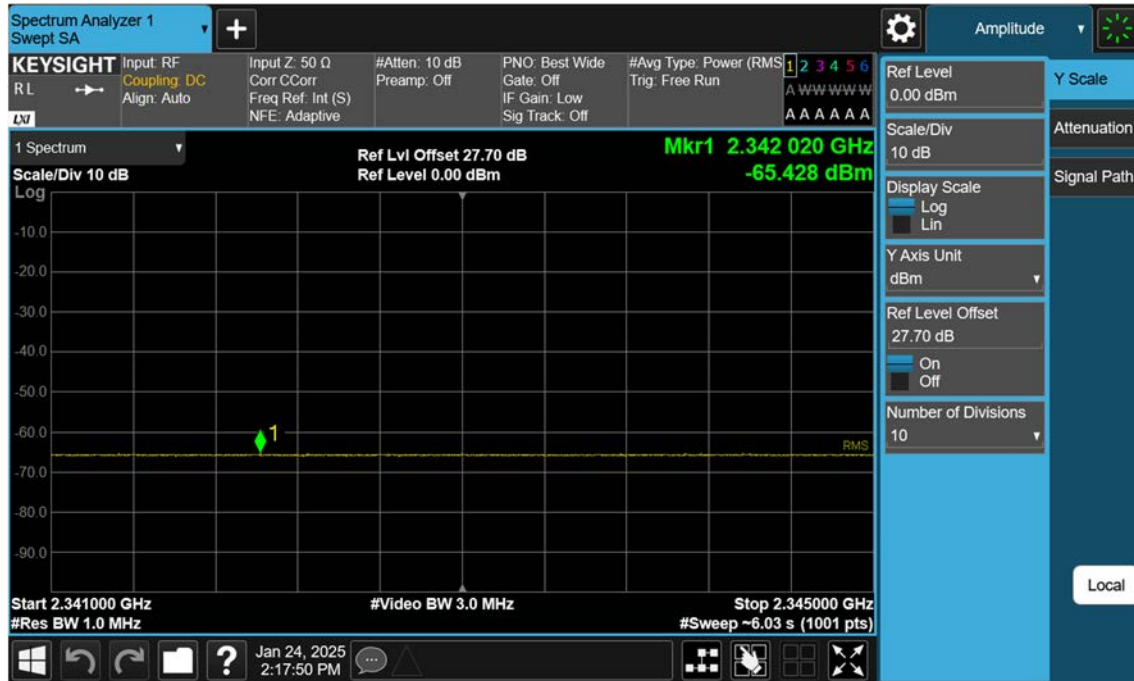 Spectrum Analyzer 1
Swept SA
Amplitude
KEYSIGHT
RL
LXI
Input: RF
Coupling: DC
Align: Auto
Input Z: 50 Ω
Corr CCorr
Freq Ref: Int (S)
NFE: Adaptive
#Atten: 10 dB
Preamp: Off
PNO: Best Wide
Gate: Off
IF Gain: Low
Sig Track: Off
#Avg Type: Power (RMS
Trig: Free Run
1 2 3 4 5 6
A W W W W W
A A A A A A
1 Spectrum
Scale/Div 10 dB
Ref Lvl Offset 27.70 dB
Ref Level 0.00 dBm
Mkr1 2.342 020 GHz
-65.428 dBm
Log
-10.0
-20.0
-30.0
-40.0
-50.0
-60.0
-70.0
-80.0
-90.0
1
RMS
Start 2.341000 GHz
#Res BW 1.0 MHz
#Video BW 3.0 MHz
Stop 2.345000 GHz
#Sweep ~6.03 s (1001 pts)
Ref Level
0.00 dBm
Scale/Div
10 dB
Display Scale
Log
Lin
Y Axis Unit
dBm
Ref Level Offset
27.70 dB
On
Off
Number of Divisions
10
Y Scale
Attenuation
Signal Path
Local
?
Jan 24, 2025
2:17:50 PM